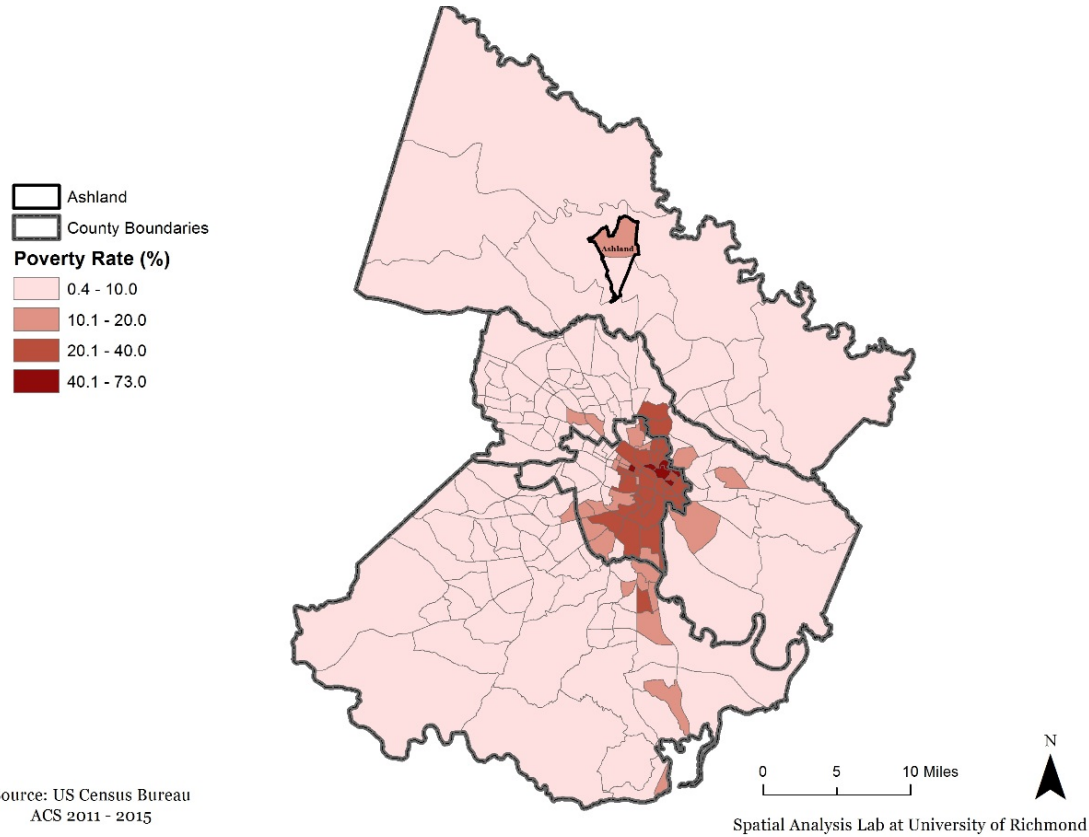 Ashland
County Boundaries
Poverty Rate (%)
0.4 - 10.0
10.1 - 20.0
20.1 - 40.0
40.1 - 73.0
Ashland
ource: US Census Bureau
ACS 2011 - 2015
0 5 10 Miles
N
Spatial Analysis Lab at University of Richmond